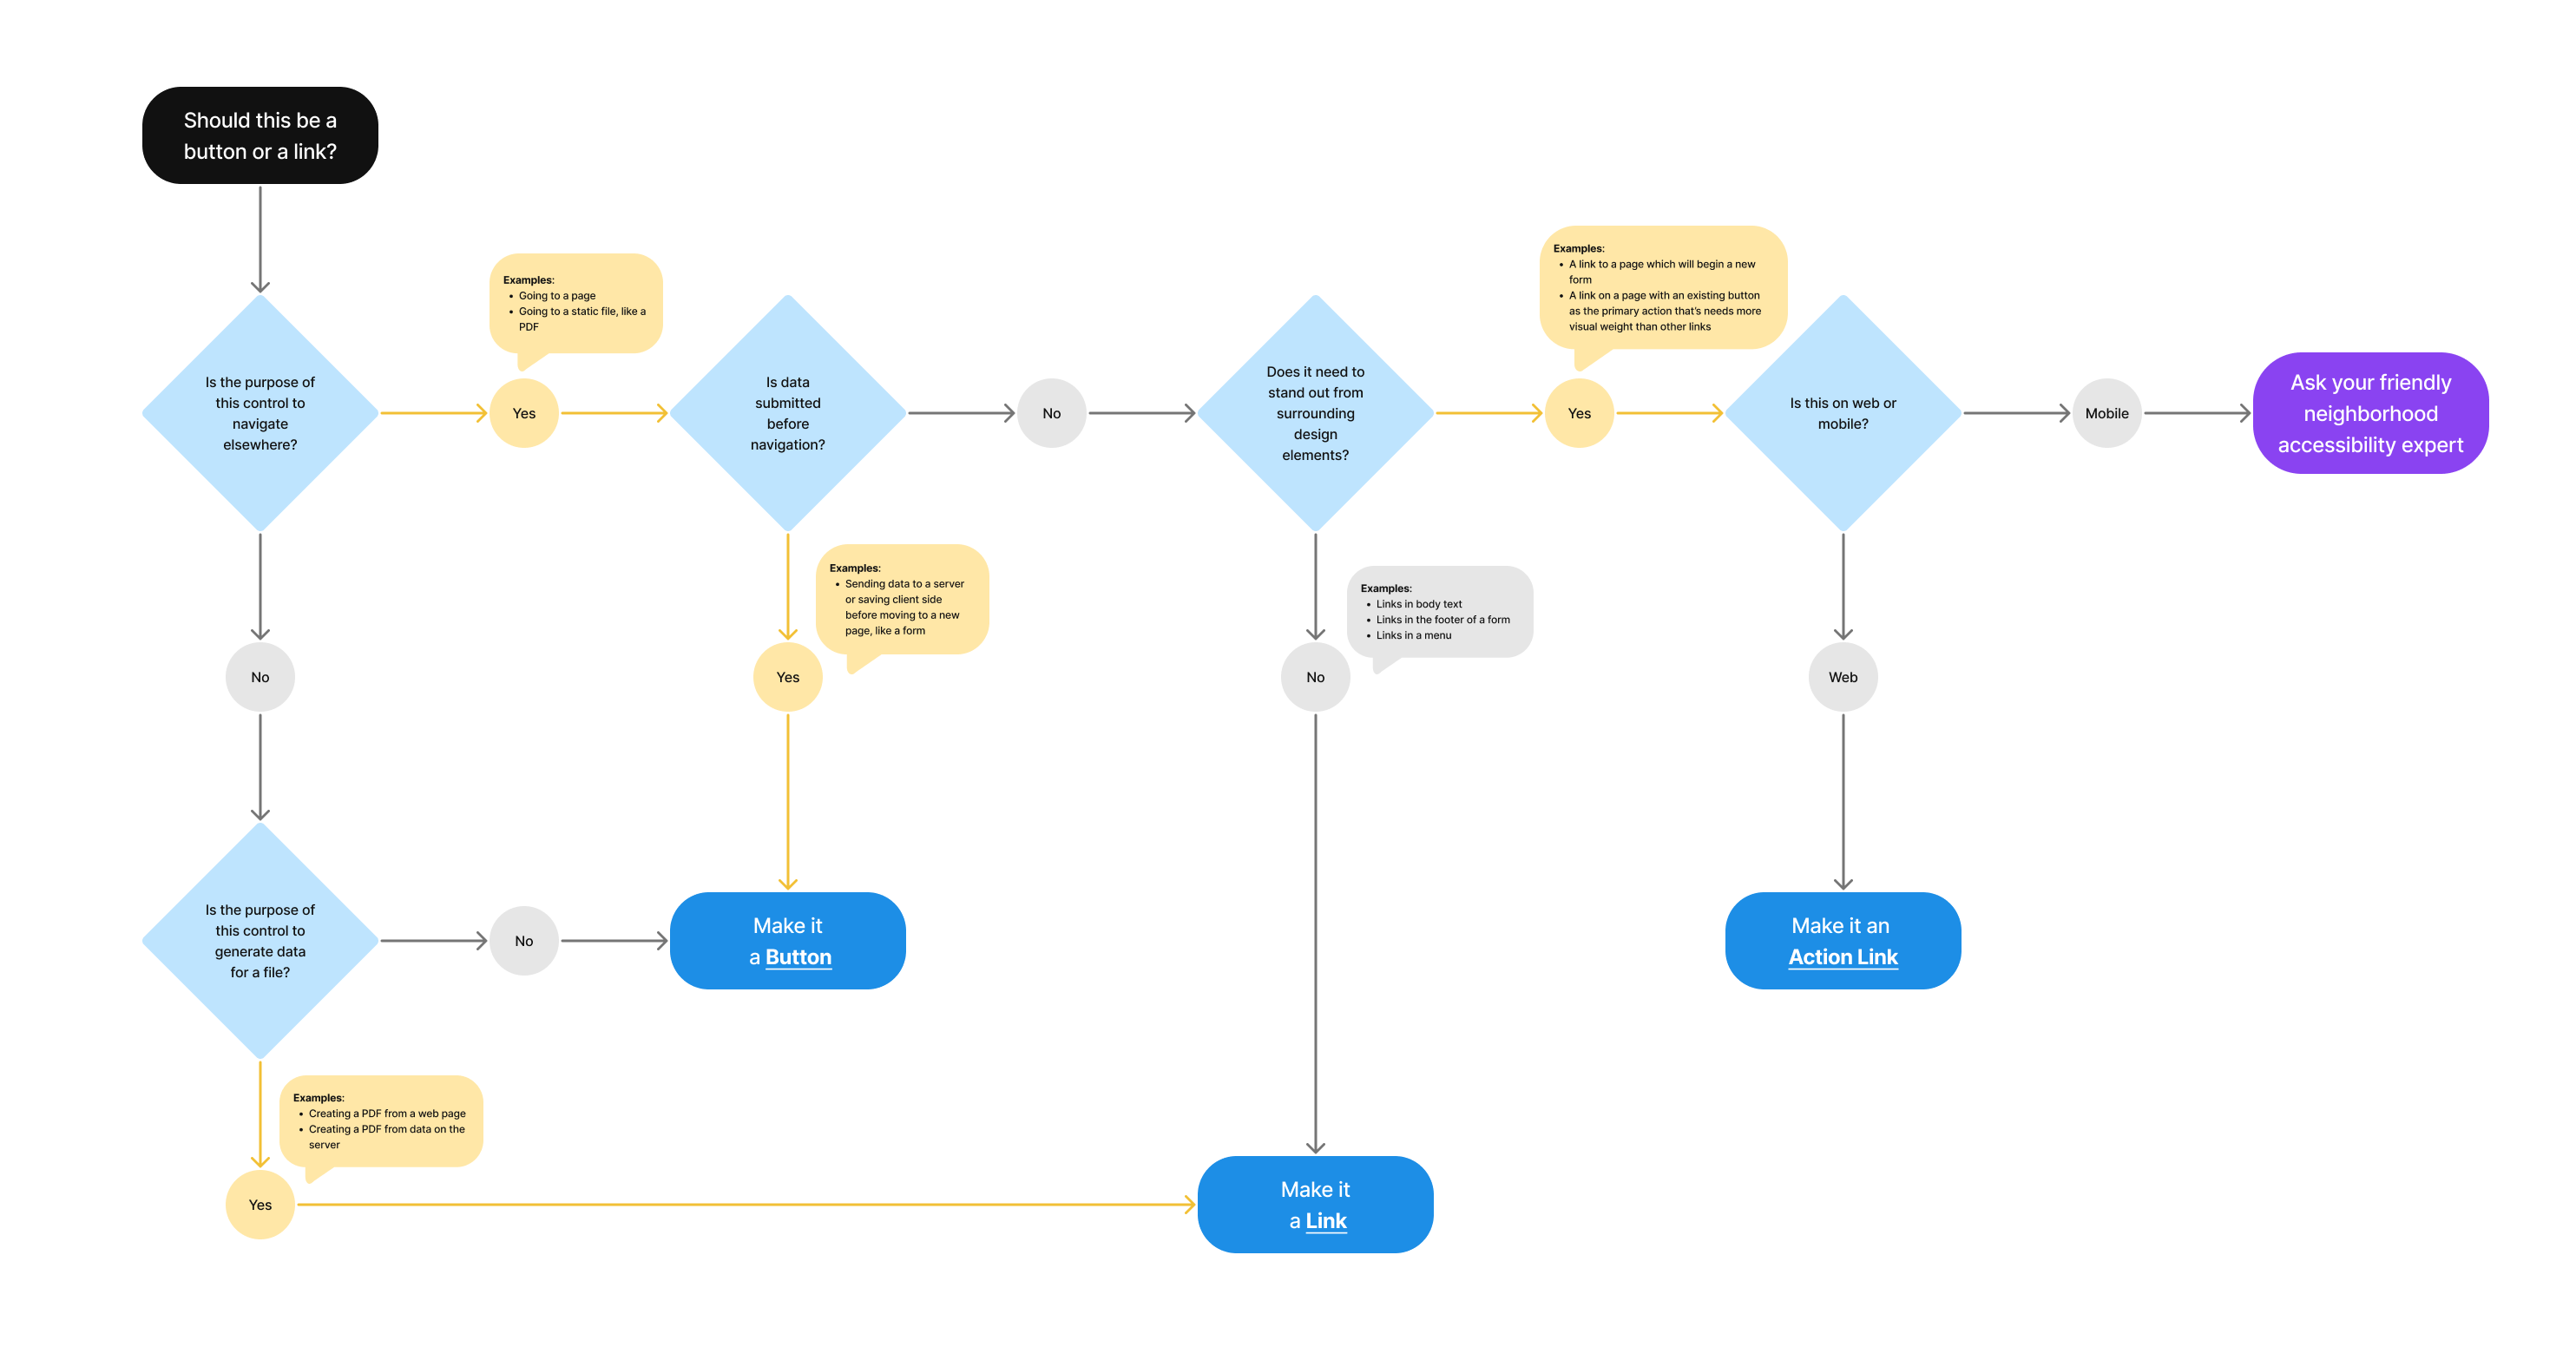 Should this be a
button or a link?
Examples:
• Going to a page
• Going to a static file, like a
PDF
Examples:
• A link to a page which will begin a new
form
• A link on a page with an existing button
as the primary action that's needs more
visual weight than other links
Is the purpose of
this control to
navigate
elsewhere?
Yes
Is data
submitted
before
navigation?
No
Does it need to
stand out from
surrounding
design
elements?
Yes
Is this on web or
mobile?
Mobile
Ask your friendly
neighborhood
accessibility expert
Examples:
• Sending data to a server
or saving client side
before moving to a new
page, like a form
Examples:
• Links in body text
• Links in the footer of a form
• Links in a menu
No
Yes
No
Web
Is the purpose of
this control to
generate data
for a file?
No
Make it
a Button
Make it an
Action Link
Examples:
• Creating a PDF from a web page
• Creating a PDF from data on the
server
Yes
Make it
a Link